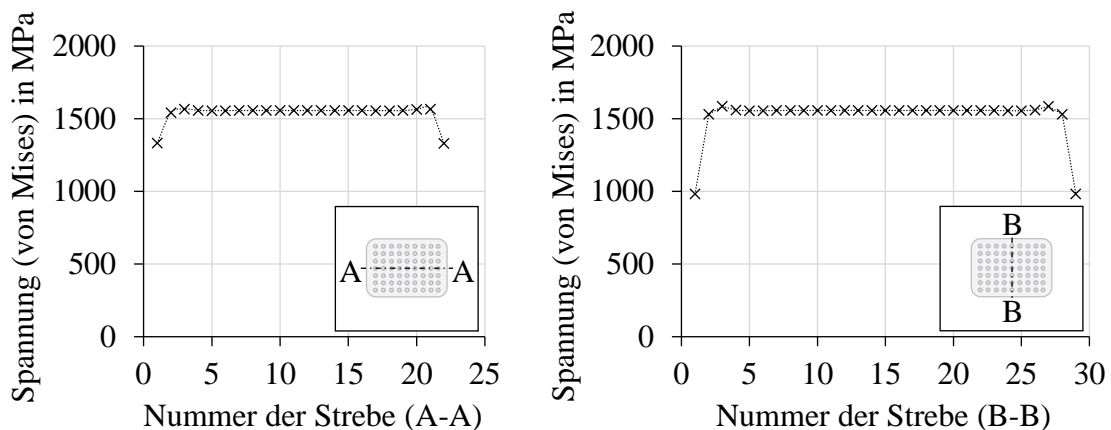 Spannung (von Mises) in MPa
2000
1500
1000
500
0
A
A
0 5 10 15 20 25
Nummer der Strebe (A-A)
Spannung (von Mises) in MPa
2000
1500
1000
500
0
B
B
0 5 10 15 20 25 30
Nummer der Strebe (B-B)